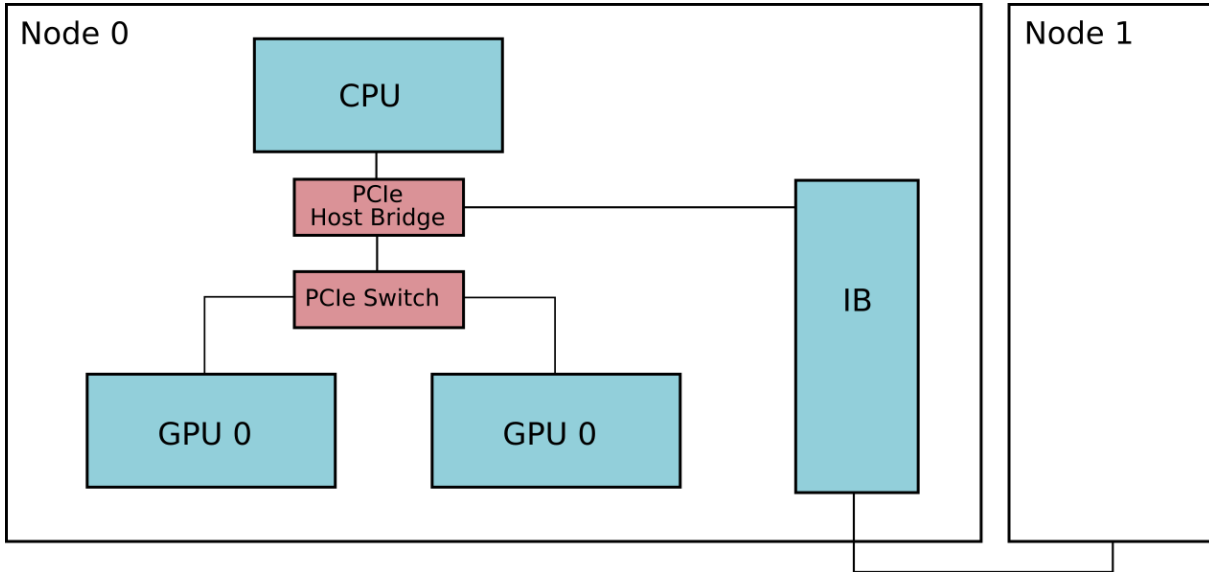 Node 0
Node 1
CPU
PCIe
Host Bridge
PCIe Switch
IB
GPU 0
GPU 0